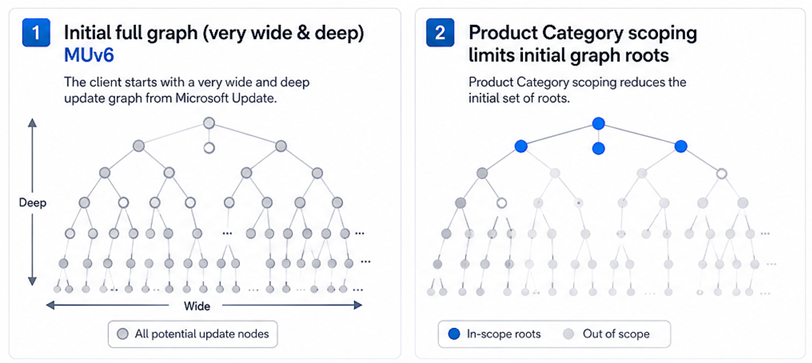 1
Initial full graph (very wide & deep)
MUv6
The client starts with a very wide and deep
update graph from Microsoft Update.
Deep
...
...
...
Wide
All potential update nodes
2
Product Category scoping
limits initial graph roots
Product Category scoping reduces the
initial set of roots.
In-scope roots
Out of scope